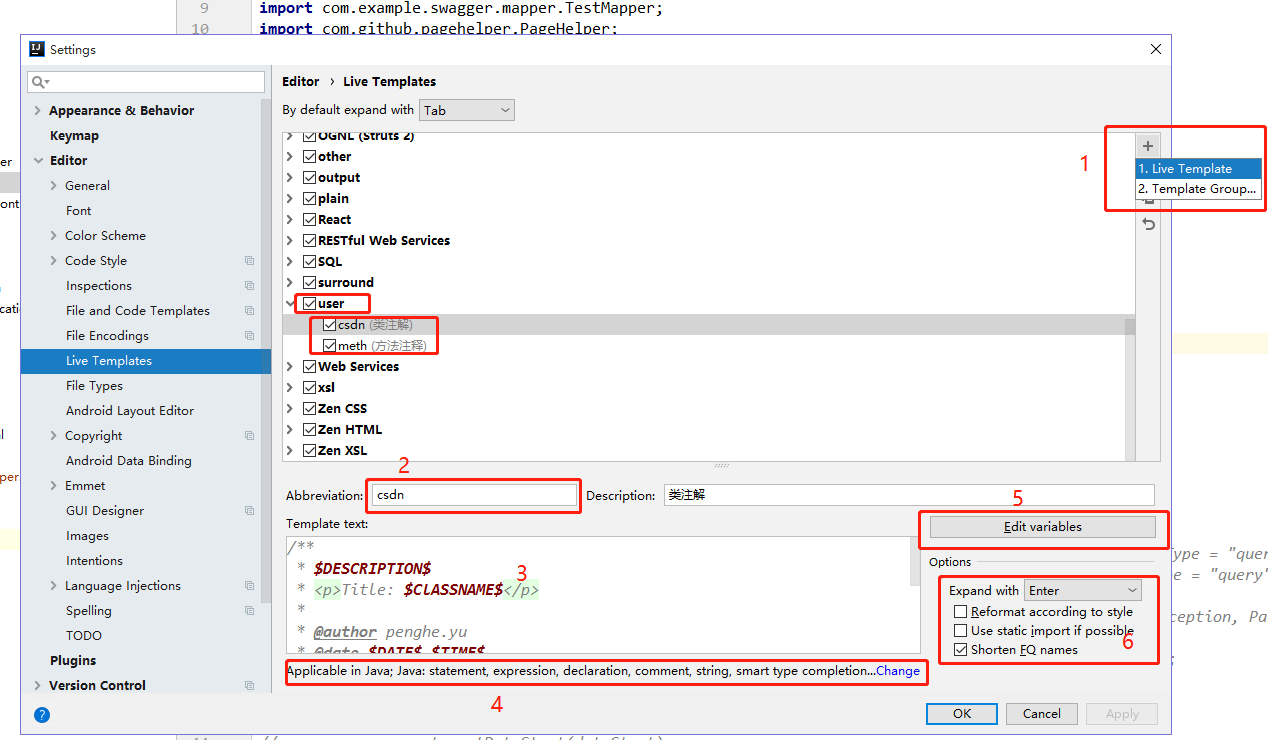 9 import com.example.swagger.mapper.TestMapper;
10 import com.github.pagehelper.PageHelper;
Settings
Editor › Live Templates
By default expand with Tab
Appearance & Behavior
Keymap
Editor
General
Font
Color Scheme
Code Style
Inspections
File and Code Templates
File Encodings
Live Templates
File Types
Android Layout Editor
Copyright
Android Data Binding
Emmet
GUI Designer
Images
Intentions
Language Injections
Spelling
TODO
Plugins
Version Control
OGNL (Struts 2)
other
output
plain
React
RESTful Web Services
SQL
surround
user
csdn (类注解)
meth (方法注释)
Web Services
xsl
Zen CSS
Zen HTML
Zen XSL
1
1. Live Template
2. Template Group...
2
Abbreviation: csdn Description: 类注解
Template text:
/**
* $DESCRIPTION$
* <p>Title: $CLASSNAME$</p>
*
* @author penghe.yu
* @date $DATE$ $TIME$
3
Applicable in Java; Java: statement, expression, declaration, comment, string, smart type completion...Change
4
5
Edit variables
Options
Expand with Enter
Reformat according to style
Use static import if possible
Shorten FQ names
6
OK Cancel Apply
er
ont
cati
l
per
ype = "quer
e = "query"
ception, Pa
;